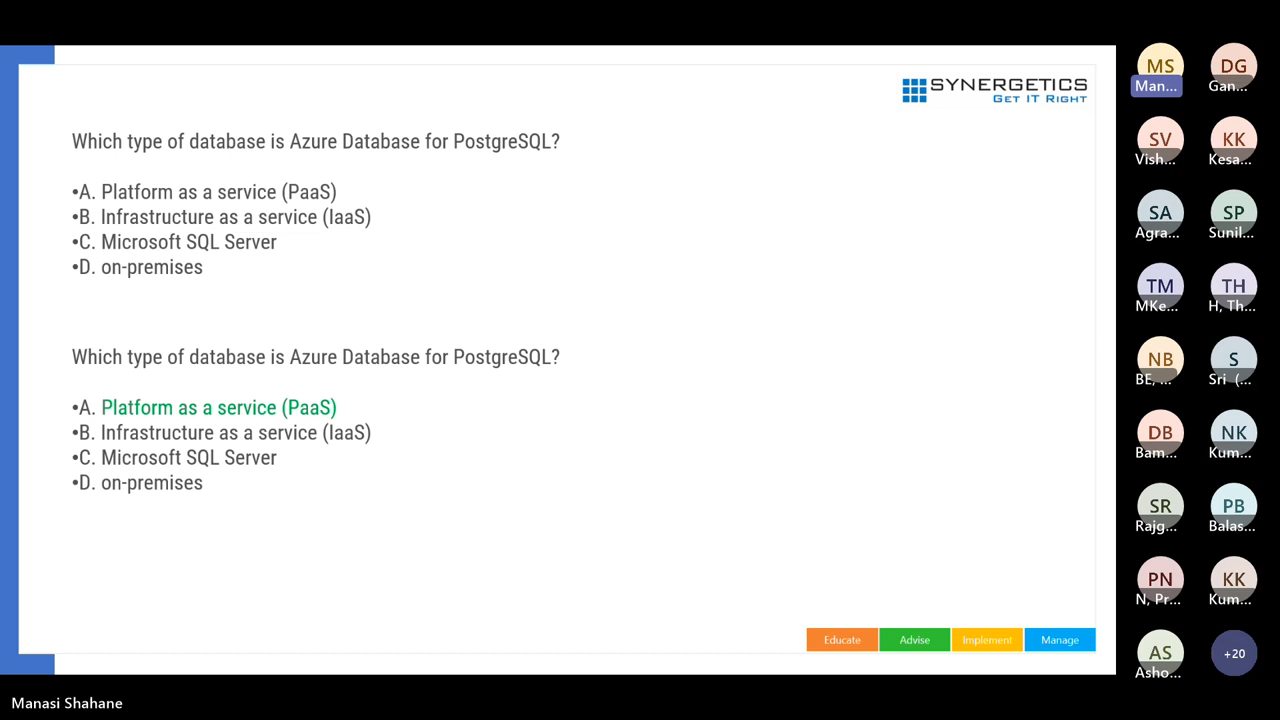 SYNERGETICS
GET IT RIGHT
Which type of database is Azure Database for PostgreSQL?
•A. Platform as a service (PaaS)
•B. Infrastructure as a service (IaaS)
•C. Microsoft SQL Server
•D. on-premises
Which type of database is Azure Database for PostgreSQL?
•A. Platform as a service (PaaS)
•B. Infrastructure as a service (IaaS)
•C. Microsoft SQL Server
•D. on-premises
Educate Advise Implement Manage
MS DG
Man... Gan...
SV KK
Vish... Kesa...
SA SP
Agra... Sunil...
TM TH
MKe... H, Th...
NB S
BE, ... Sri (...
DB NK
Bam... Kum...
SR PB
Rajg... Balas...
PN KK
N, Pr... Kum...
AS +20
Asho...
Manasi Shahane